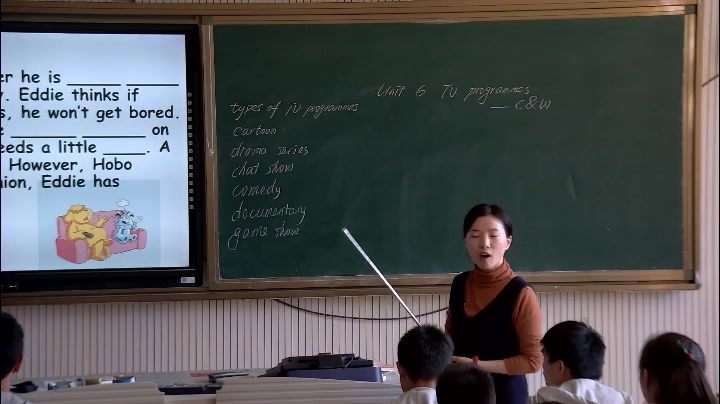 er he is ______ ______
y. Eddie thinks if
s, he won't get bored.
e ______ ______ on
eeds a little ____. A
However, Hobo
nion, Eddie has
Unit 6 TV programmes
— C&W
types of TV programmes
cartoon
drama series
chat show
comedy
documentary
game show